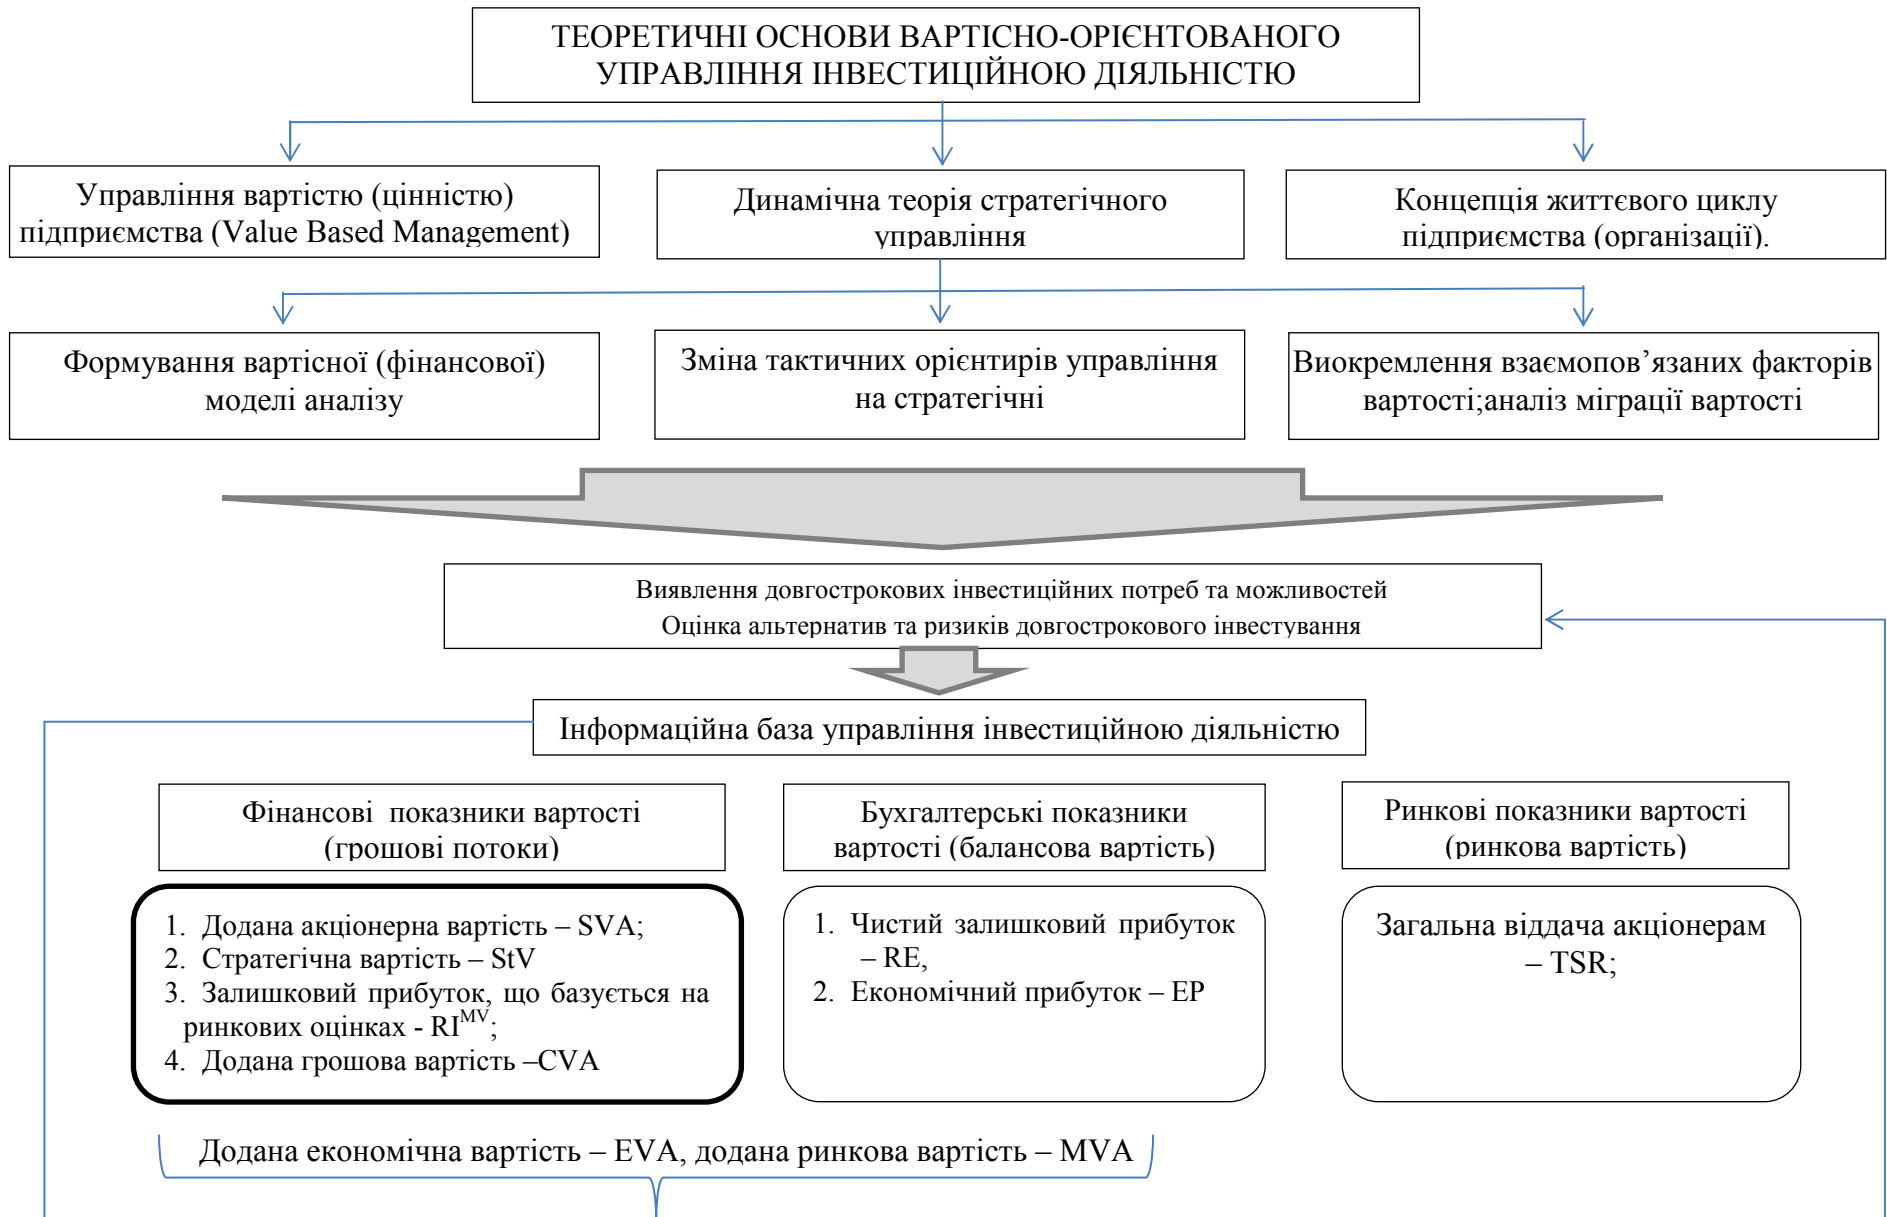 ТЕОРЕТИЧНІ ОСНОВИ ВАРТІСНО-ОРІЄНТОВАНОГО
УПРАВЛІННЯ ІНВЕСТИЦІЙНОЮ ДІЯЛЬНІСТЮ
Управління вартістю (цінністю)
підприємства (Value Based Management)
Динамічна теорія стратегічного
управління
Концепція життєвого циклу
підприємства (організації).
Формування вартісної (фінансової)
моделі аналізу
Зміна тактичних орієнтирів управління
на стратегічні
Виокремлення взаємопов’язаних факторів
вартості;аналіз міграції вартості
Виявлення довгострокових інвестиційних потреб та можливостей
Оцінка альтернатив та ризиків довгострокового інвестування
Інформаційна база управління інвестиційною діяльністю
Фінансові показники вартості
(грошові потоки)
Бухгалтерські показники
вартості (балансова вартість)
Ринкові показники вартості
(ринкова вартість)
1. Додана акціонерна вартість – SVA;
2. Стратегічна вартість – StV
3. Залишковий прибуток, що базується на
ринкових оцінках - RI^MV;
4. Додана грошова вартість –CVA
1. Чистий залишковий прибуток
– RE,
2. Економічний прибуток – EP
Загальна віддача акціонерам
– TSR;
Додана економічна вартість – EVA, додана ринкова вартість – MVA